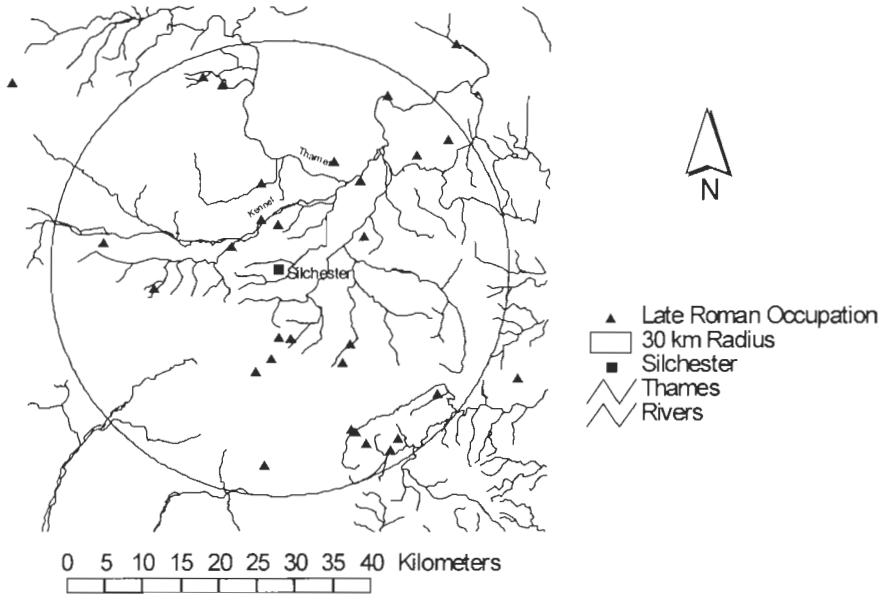 Thame
Kennet
Silchester
N
Late Roman Occupation
30 km Radius
Silchester
Thames
Rivers
0 5 10 15 20 25 30 35 40 Kilometers